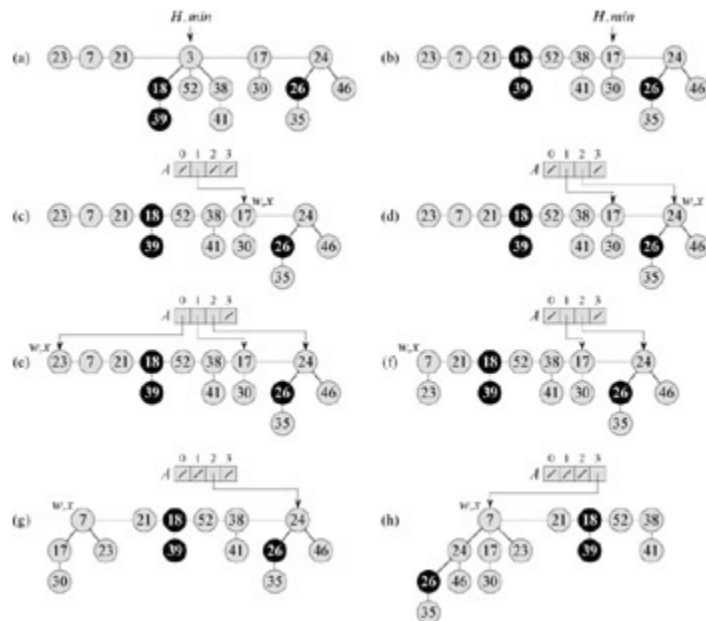 H.min H.min
(a) 23 7 21 3 17 24 (b) 23 7 21 18 52 38 17 24
18 52 38 30 26 46 39 41 30 26 46
39 41 35 35
0 1 2 3 0 1 2 3
A A
(c) 23 7 21 18 52 38 17 w,x 24 (d) 23 7 21 18 52 38 17 24 w,x
39 41 30 26 46 39 41 30 26 46
35 35
0 1 2 3 0 1 2 3
A A
w,x w,x
(e) 23 7 21 18 52 38 17 24 (f) 7 21 18 52 38 17 24
39 41 30 26 46 23 39 41 30 26 46
35 35
0 1 2 3 0 1 2 3
A A
w,x w,x
(g) 7 21 18 52 38 24 (h) 7 21 18 52 38
17 23 39 41 26 46 24 17 23 39 41
30 35 26 46 30
35